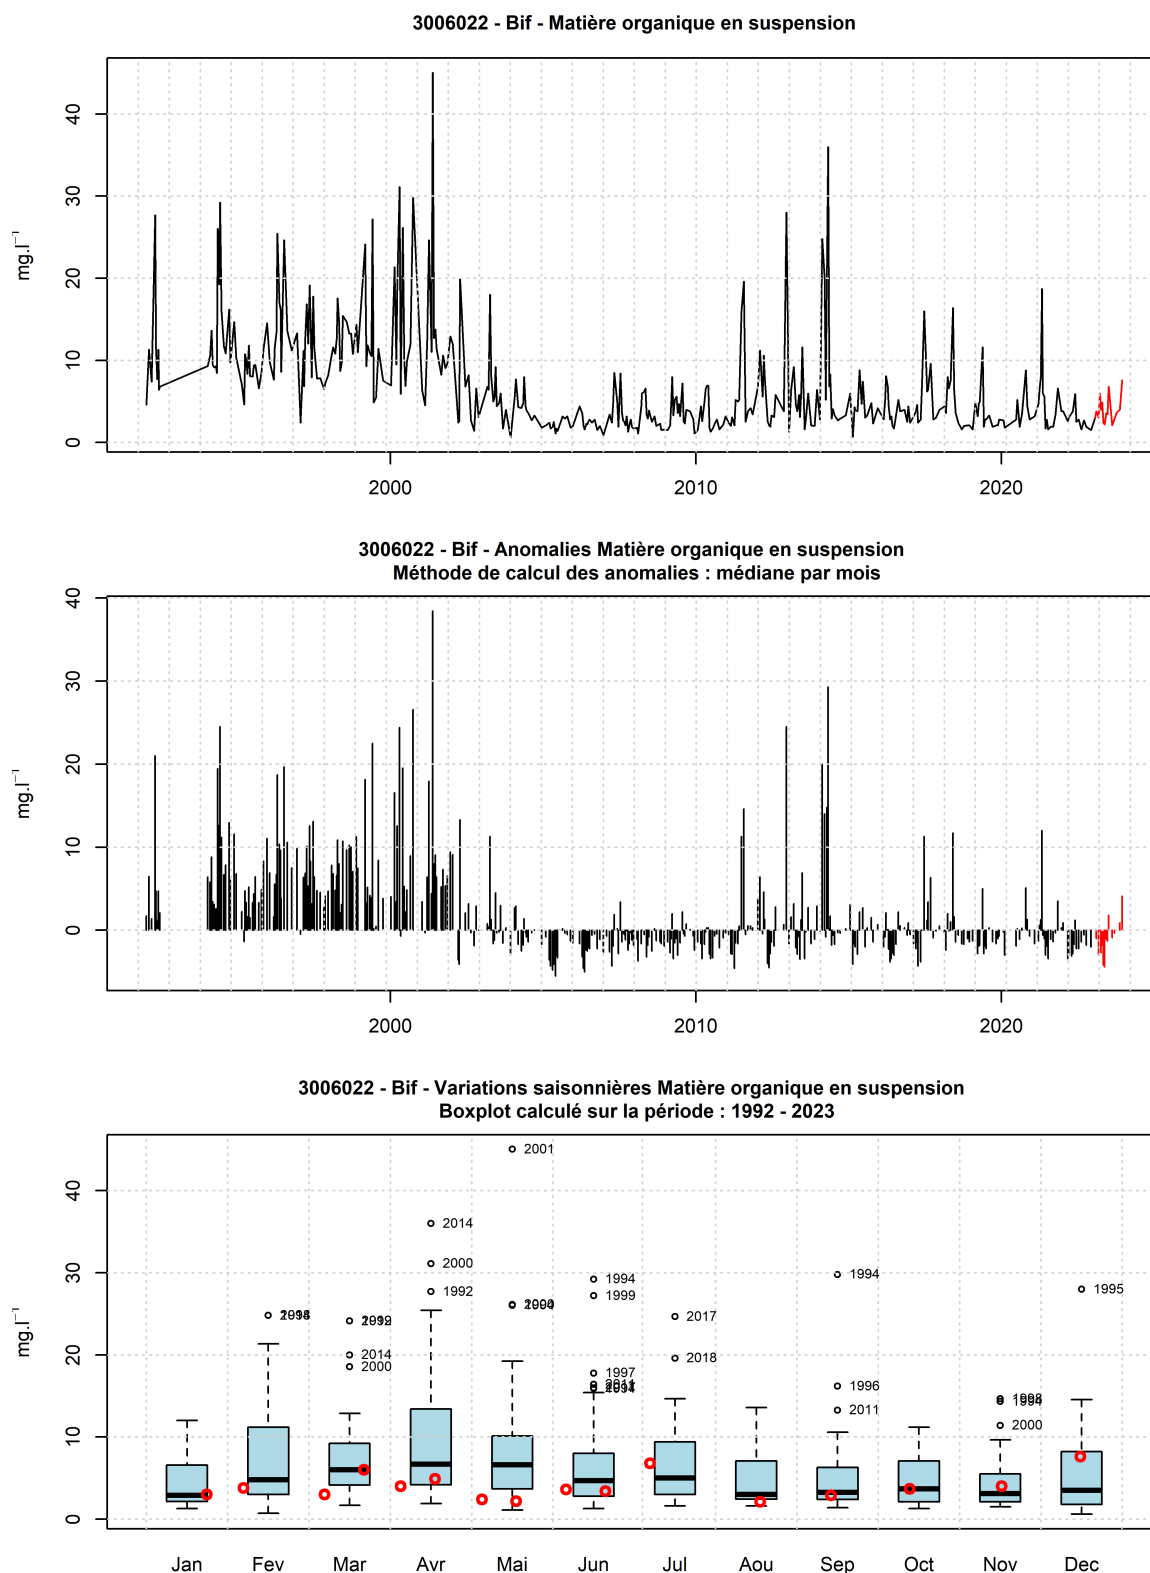 3006022 - Bif - Matière organique en suspension
40
30
20
10
0
mg.l⁻¹
2000
2010
2020
3006022 - Bif - Anomalies Matière organique en suspension
Méthode de calcul des anomalies : médiane par mois
40
30
20
10
0
mg.l⁻¹
2000
2010
2020
3006022 - Bif - Variations saisonnières Matière organique en suspension
Boxplot calculé sur la période : 1992 - 2023
40
30
20
10
0
mg.l⁻¹
2001
2014
2000
1992
1994
1999
1994
1995
2017
2014
2000
2018
1997
1996
2011
2000
Jan
Fev
Mar
Avr
Mai
Jun
Jul
Aou
Sep
Oct
Nov
Dec